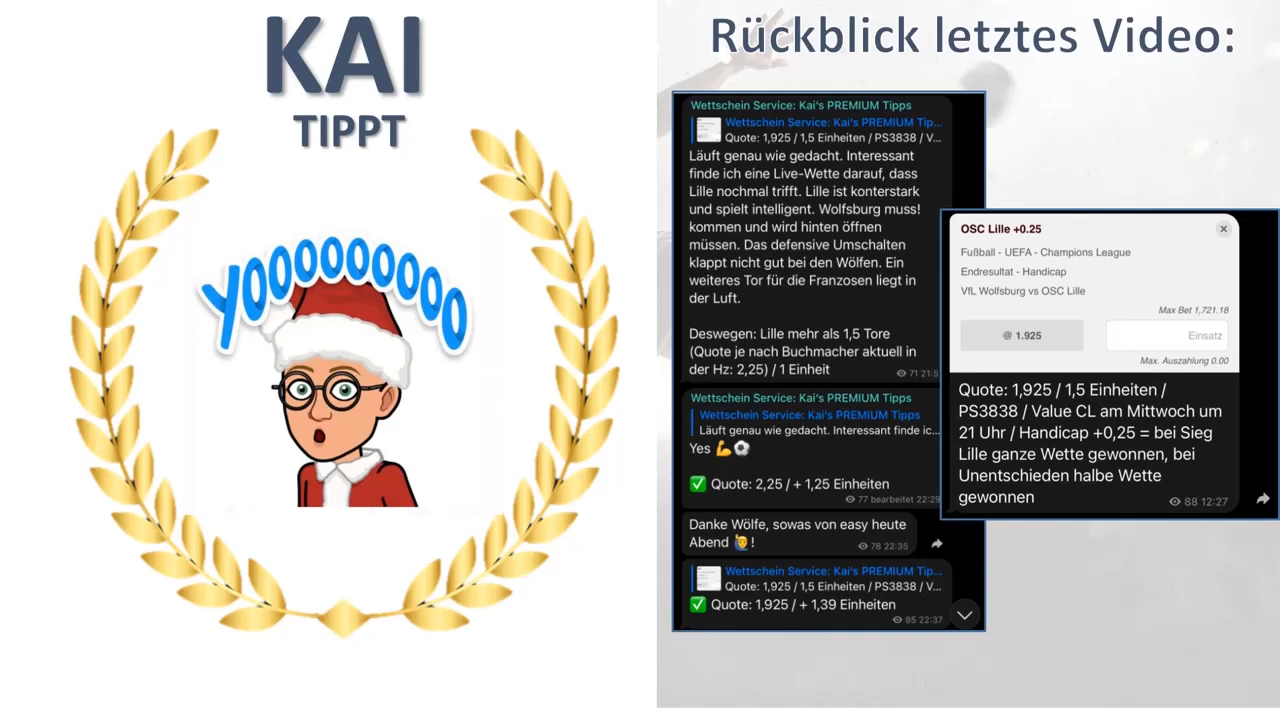 KAI
TIPPT
YOOOOOOOOO
Rückblick letztes Video:
Wettschein Service: Kai's PREMIUM Tipps
Wettschein Service: Kai's PREMIUM Tip...
Quote: 1,925 / 1,5 Einheiten / PS3838 / V...
Läuft genau wie gedacht. Interessant
finde ich eine Live-Wette darauf, dass
Lille nochmal trifft. Lille ist konterstark
und spielt intelligent. Wolfsburg muss!
kommen und wird hinten öffnen
müssen. Das defensive Umschalten
klappt nicht gut bei den Wölfen. Ein
weiteres Tor für die Franzosen liegt in
der Luft.
Deswegen: Lille mehr als 1,5 Tore
(Quote je nach Buchmacher aktuell in
der Hz: 2,25) / 1 Einheit
71 21:5
Wettschein Service: Kai's PREMIUM Tipps
Wettschein Service: Kai's PREMIUM Tipps
Läuft genau wie gedacht. Interessant finde ic...
Yes 💪⚽
✅ Quote: 2,25 / + 1,25 Einheiten
77 bearbeitet 22:29
Danke Wölfe, sowas von easy heute
Abend 🙋‍♂️!
78 22:35
Wettschein Service: Kai's PREMIUM Tip...
Quote: 1,925 / 1,5 Einheiten / PS3838 / V...
✅ Quote: 1,925 / + 1,39 Einheiten
85 22:37
OSC Lille +0.25
Fußball - UEFA - Champions League
Endresultat - Handicap
VfL Wolfsburg vs OSC Lille
Max Bet 1,721.18
@ 1.925
Einsatz
Max. Auszahlung 0.00
Quote: 1,925 / 1,5 Einheiten /
PS3838 / Value CL am Mittwoch um
21 Uhr / Handicap +0,25 = bei Sieg
Lille ganze Wette gewonnen, bei
Unentschieden halbe Wette
gewonnen
88 12:27